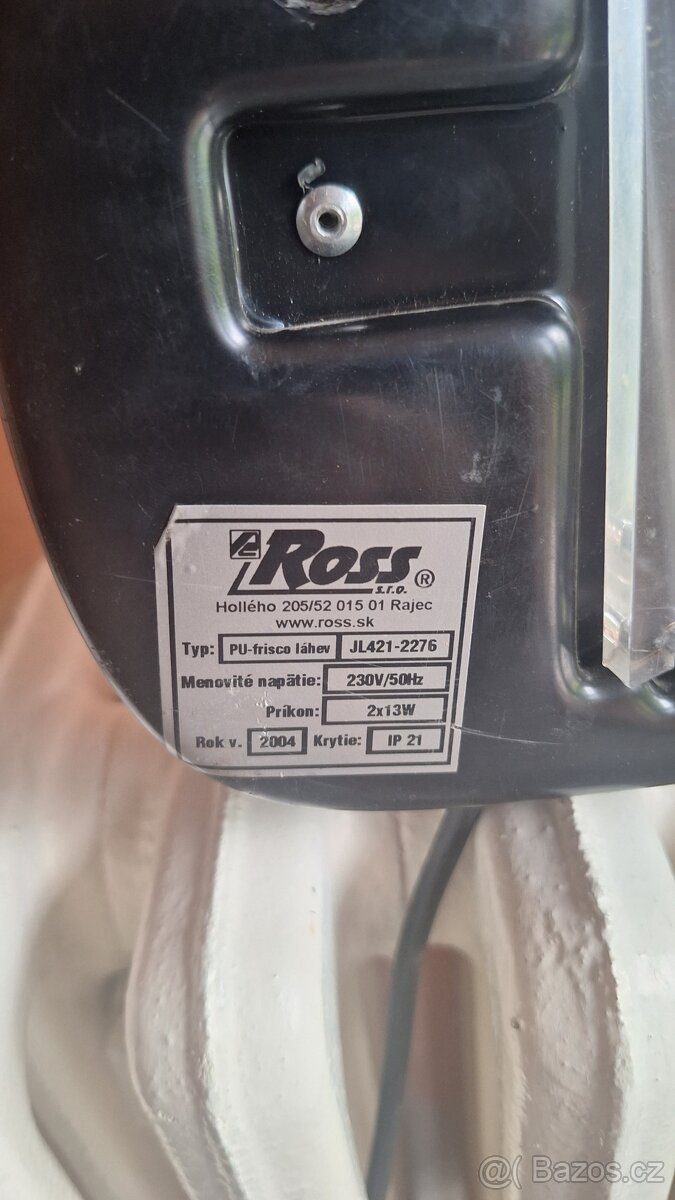 Ross ®
s.r.o.
Hollého 205/52 015 01 Rajec
www.ross.sk
Typ: PU-frisco láhev JL421-2276
Menovité napätie: 230V/50Hz
Príkon: 2x13W
Rok v. 2004 Krytie: IP 21
@( Bazos.cz